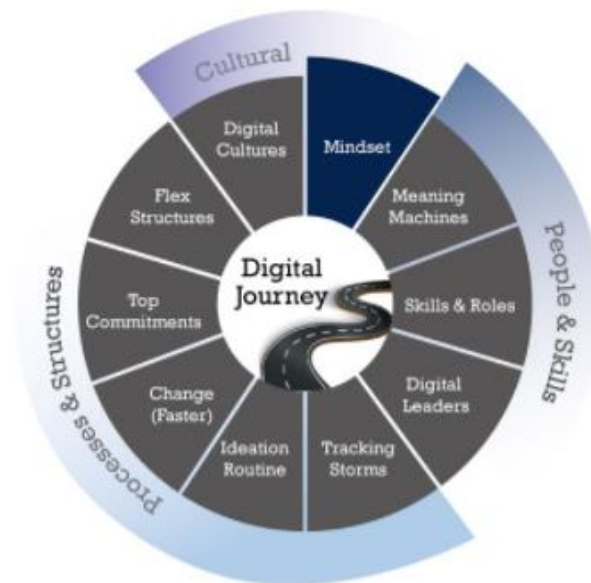 Cultural
Digital
Cultures
Mindset
Flex
Structures
Meaning
Machines
Digital
Journey
Top
Commitments
Skills & Roles
Change
(Faster)
Digital
Leaders
Ideation
Routine
Tracking
Storms
People & Skills
Processes & Structures